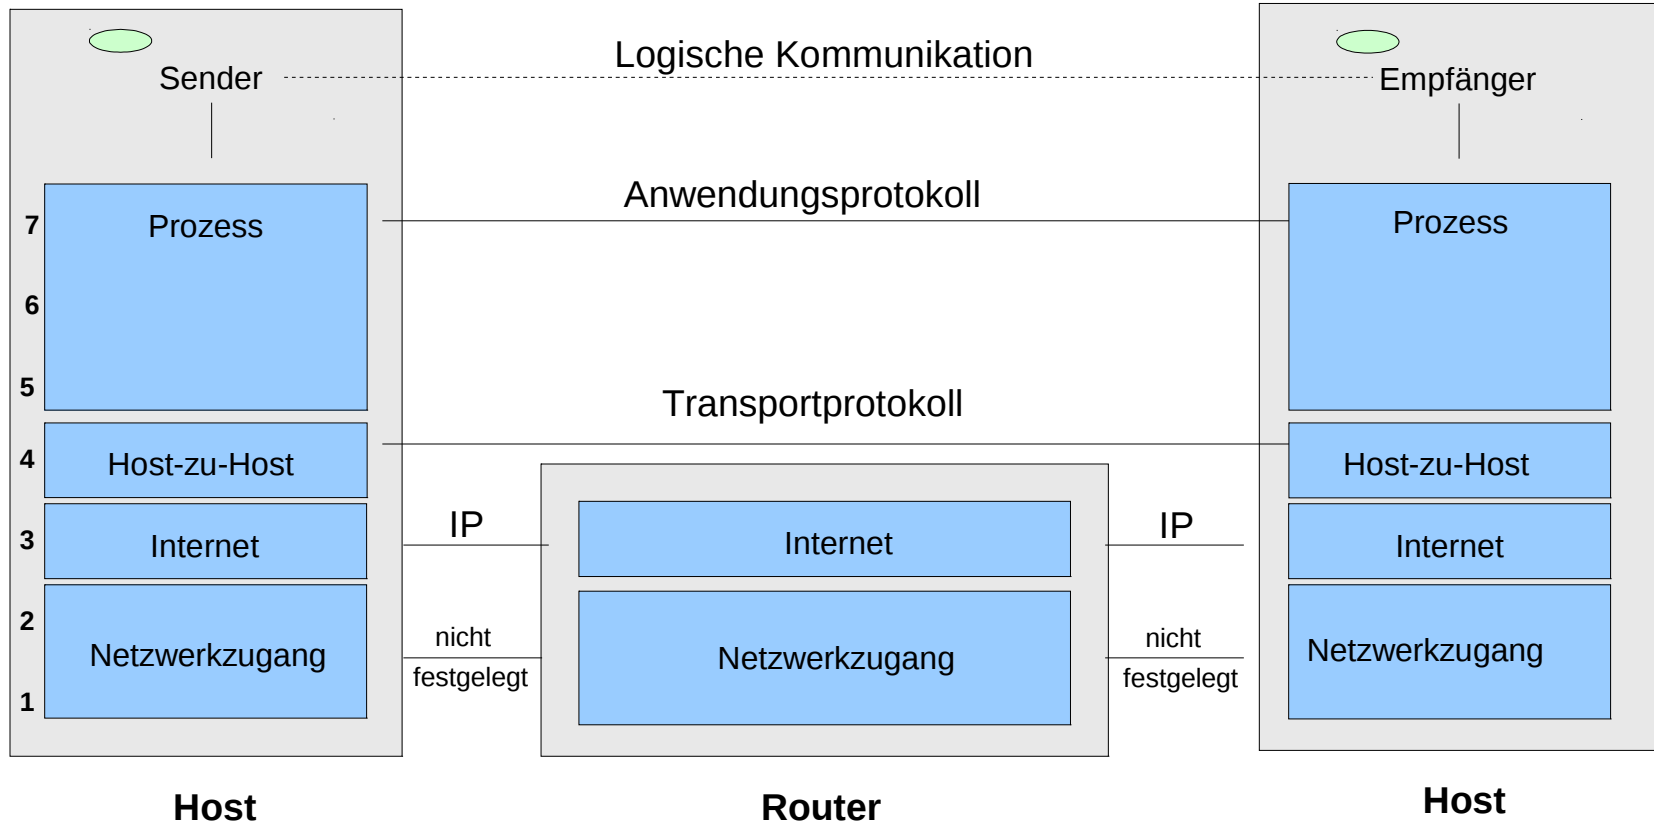 Logische Kommunikation
Sender
Empfänger
Anwendungsprotokoll
7
Prozess
Prozess
6
5
Transportprotokoll
4
Host-zu-Host
Host-zu-Host
IP
IP
3
Internet
Internet
Internet
2
nicht
festgelegt
nicht
festgelegt
Netzwerkzugang
Netzwerkzugang
Netzwerkzugang
1
Host
Router
Host